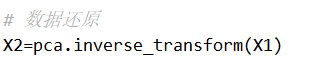 # 数据还原
X2=pca.inverse_transform(X1)